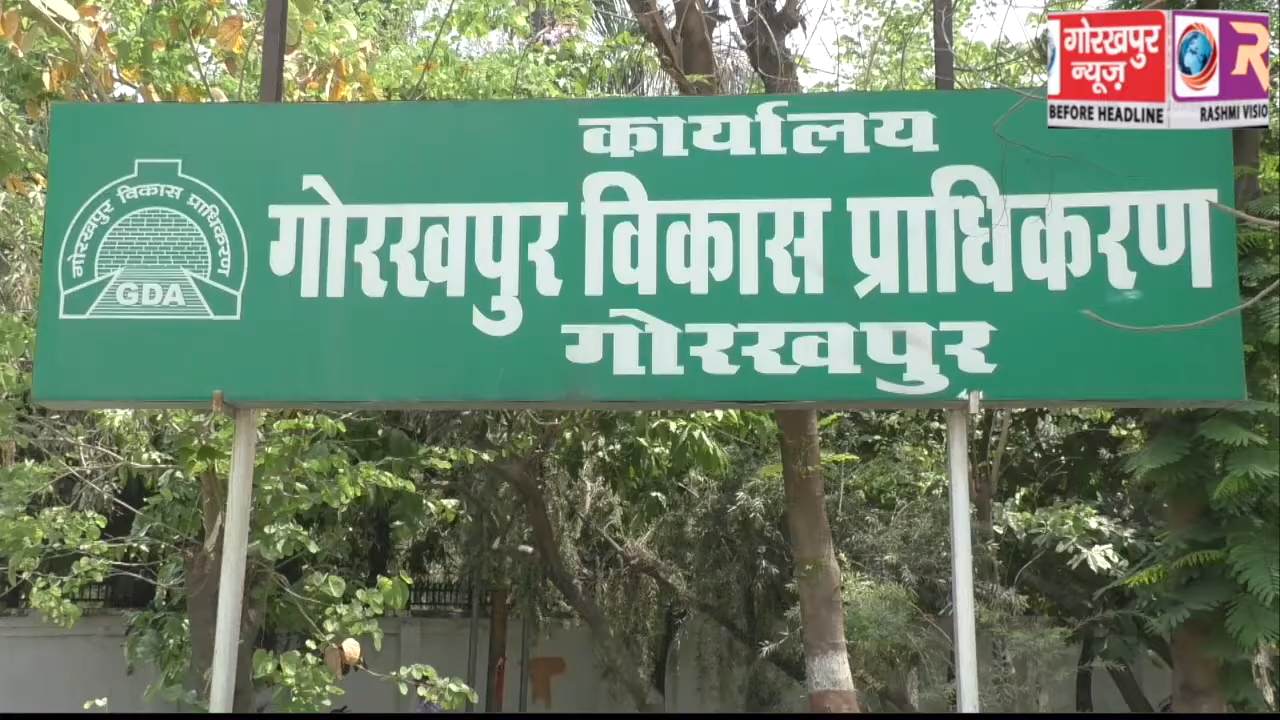 कार्यालय
गोरखपुर विकास प्राधिकरण
गोरखपुर
गोरखपुर विकास प्राधिकरण
GDA
गोरखपुर
न्यूज़
BEFORE HEADLINE
R
RASHMI VISIO